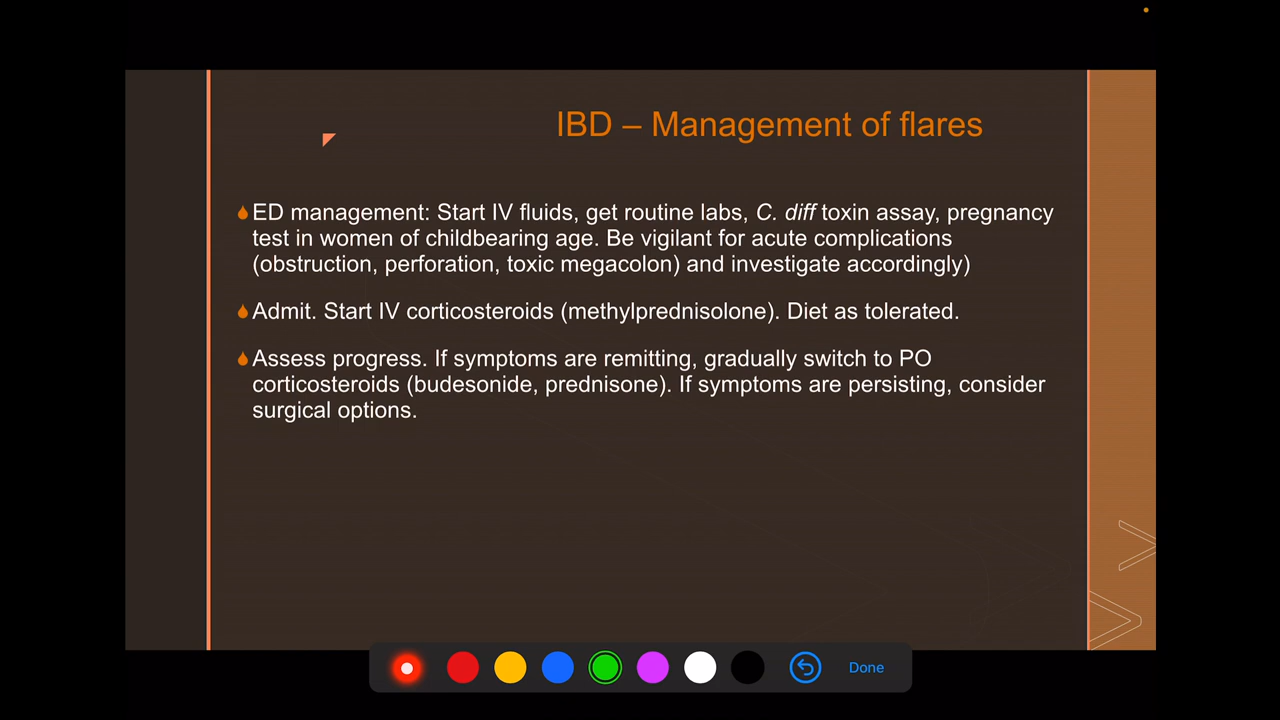 IBD – Management of flares
ED management: Start IV fluids, get routine labs, C. diff toxin assay, pregnancy
test in women of childbearing age. Be vigilant for acute complications
(obstruction, perforation, toxic megacolon) and investigate accordingly)
Admit. Start IV corticosteroids (methylprednisolone). Diet as tolerated.
Assess progress. If symptoms are remitting, gradually switch to PO
corticosteroids (budesonide, prednisone). If symptoms are persisting, consider
surgical options.
Done